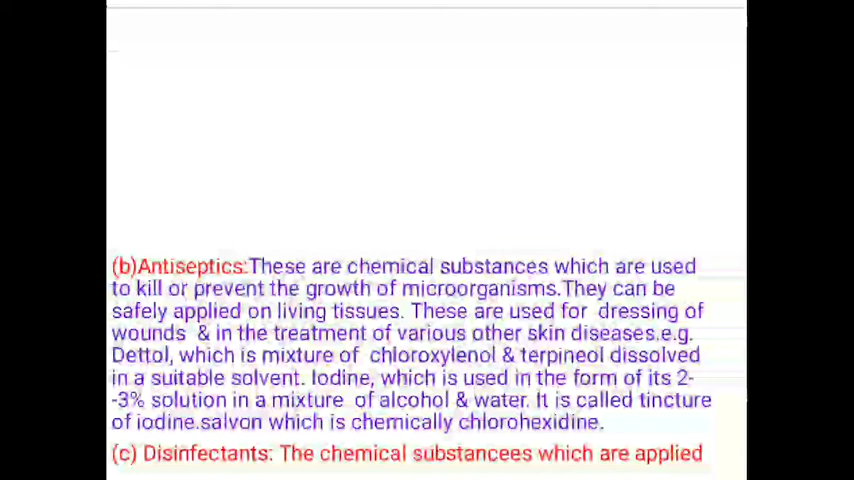 (b)Antiseptics:These are chemical substances which are used
to kill or prevent the growth of microorganisms.They can be
safely applied on living tissues. These are used for dressing of
wounds & in the treatment of various other skin diseases.e.g.
Dettol, which is mixture of chloroxylenol & terpineol dissolved
in a suitable solvent. Iodine, which is used in the form of its 2-
-3% solution in a mixture of alcohol & water. It is called tincture
of iodine.salvon which is chemically chlorohexidine.
(c) Disinfectants: The chemical substancees which are applied